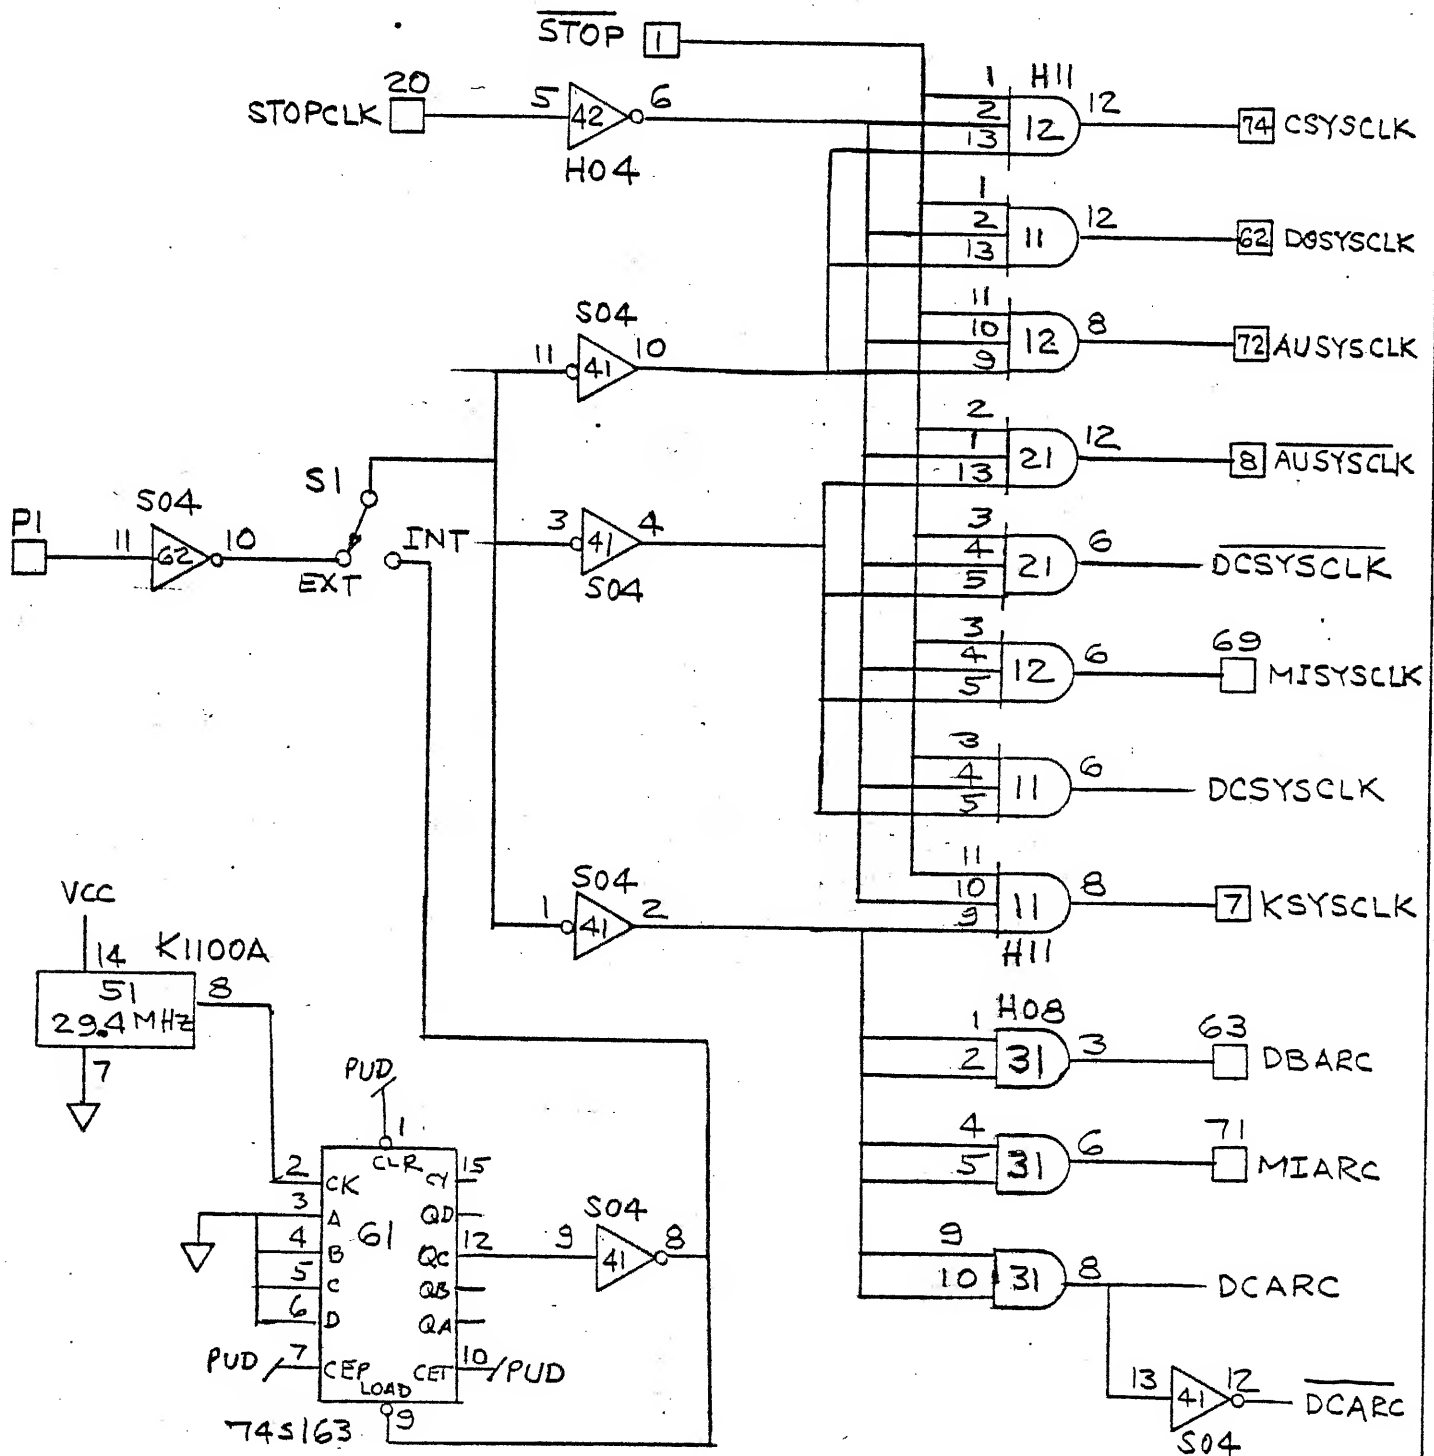 STOP 1
20
STOPCLK 5 42 6
H04
1 H11
2 12 12 74 CSYSCLK
13
1
2 11 12 62 DOSYSCLK
13
11
10 12 8 72 AUSYSCLK
9
S04
11 41 10
2
1 21 12 8 AUSYSCLK
13
S1
S04
P1 11 62 10
EXT
INT 3 41 4
S04
3
4 21 6 DCSYSCLK
5
3
4 12 6 69 MISYSCLK
5
3
4 11 6 DCSYSCLK
5
S04
1 41 2
11
10 11 8 7 KSYSCLK
9
H11
VCC
14 K1100A
51 8
29.4 MHz
7
H08
1
2 31 3 63 DBARC
4
5 31 6 71 MIARC
9
10 31 8 DCARC
13 41 12 DCARC
S04
PUD
1
CLR
2 CK CY 15
3 A QD
61
4 B QC 12 9 41 8
S04
5 C QB
6 D QA
PUD 7 CEP CET 10 PUD
LOAD
9
74S163